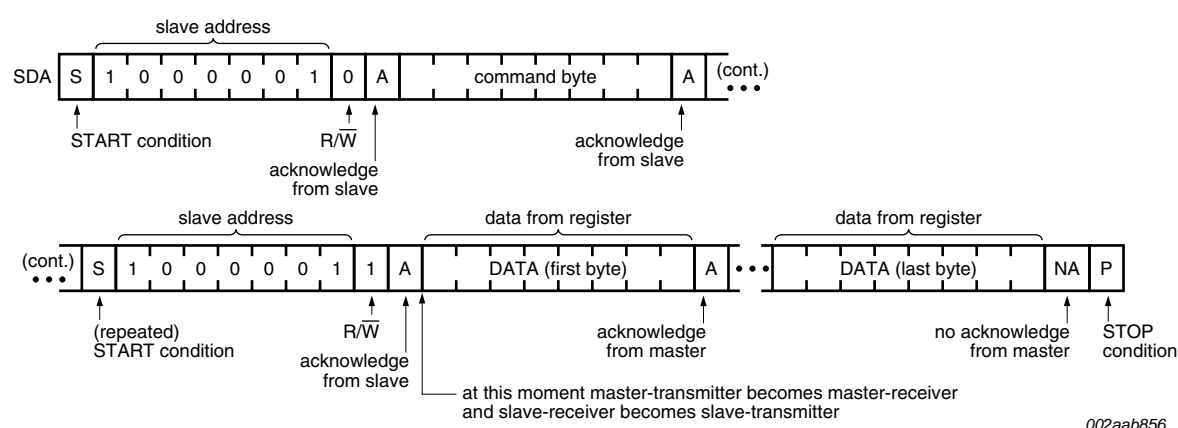 slave address
SDA S 1 0 0 0 0 0 1 0 A command byte A (cont.)
START condition R/W̅ acknowledge from slave acknowledge from slave
slave address data from register data from register
(cont.) S 1 0 0 0 0 0 1 1 A DATA (first byte) A DATA (last byte) NA P
(repeated) START condition R/W̅ acknowledge from slave acknowledge from master no acknowledge from master STOP condition
at this moment master-transmitter becomes master-receiver
and slave-receiver becomes slave-transmitter
002aab856